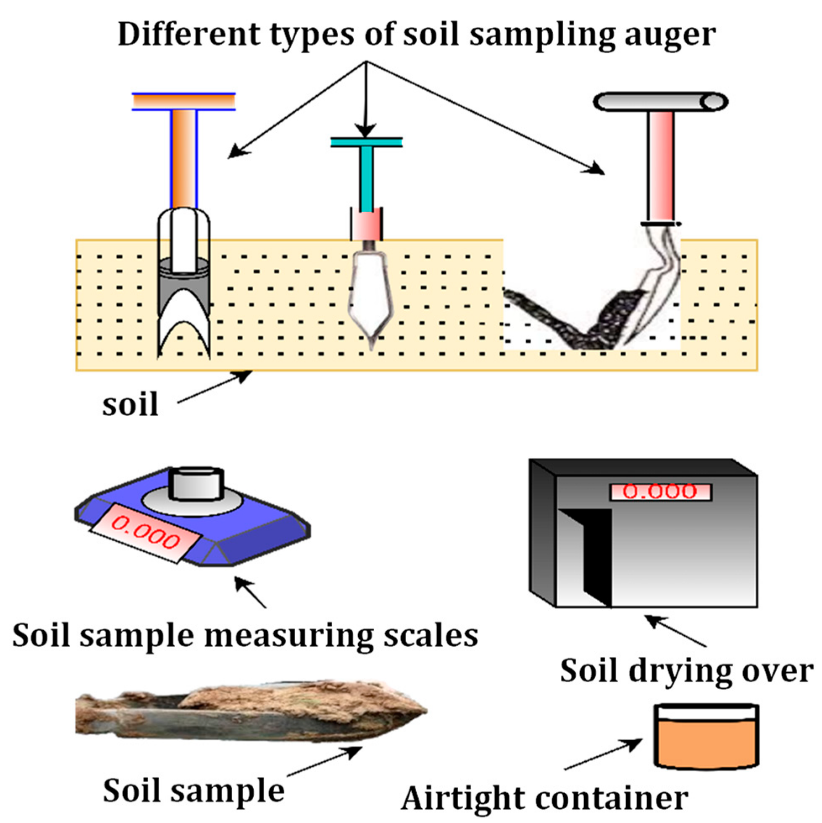 Different types of soil sampling auger
soil
0.000
0.000
Soil sample measuring scales
Soil drying over
Soil sample
Airtight container